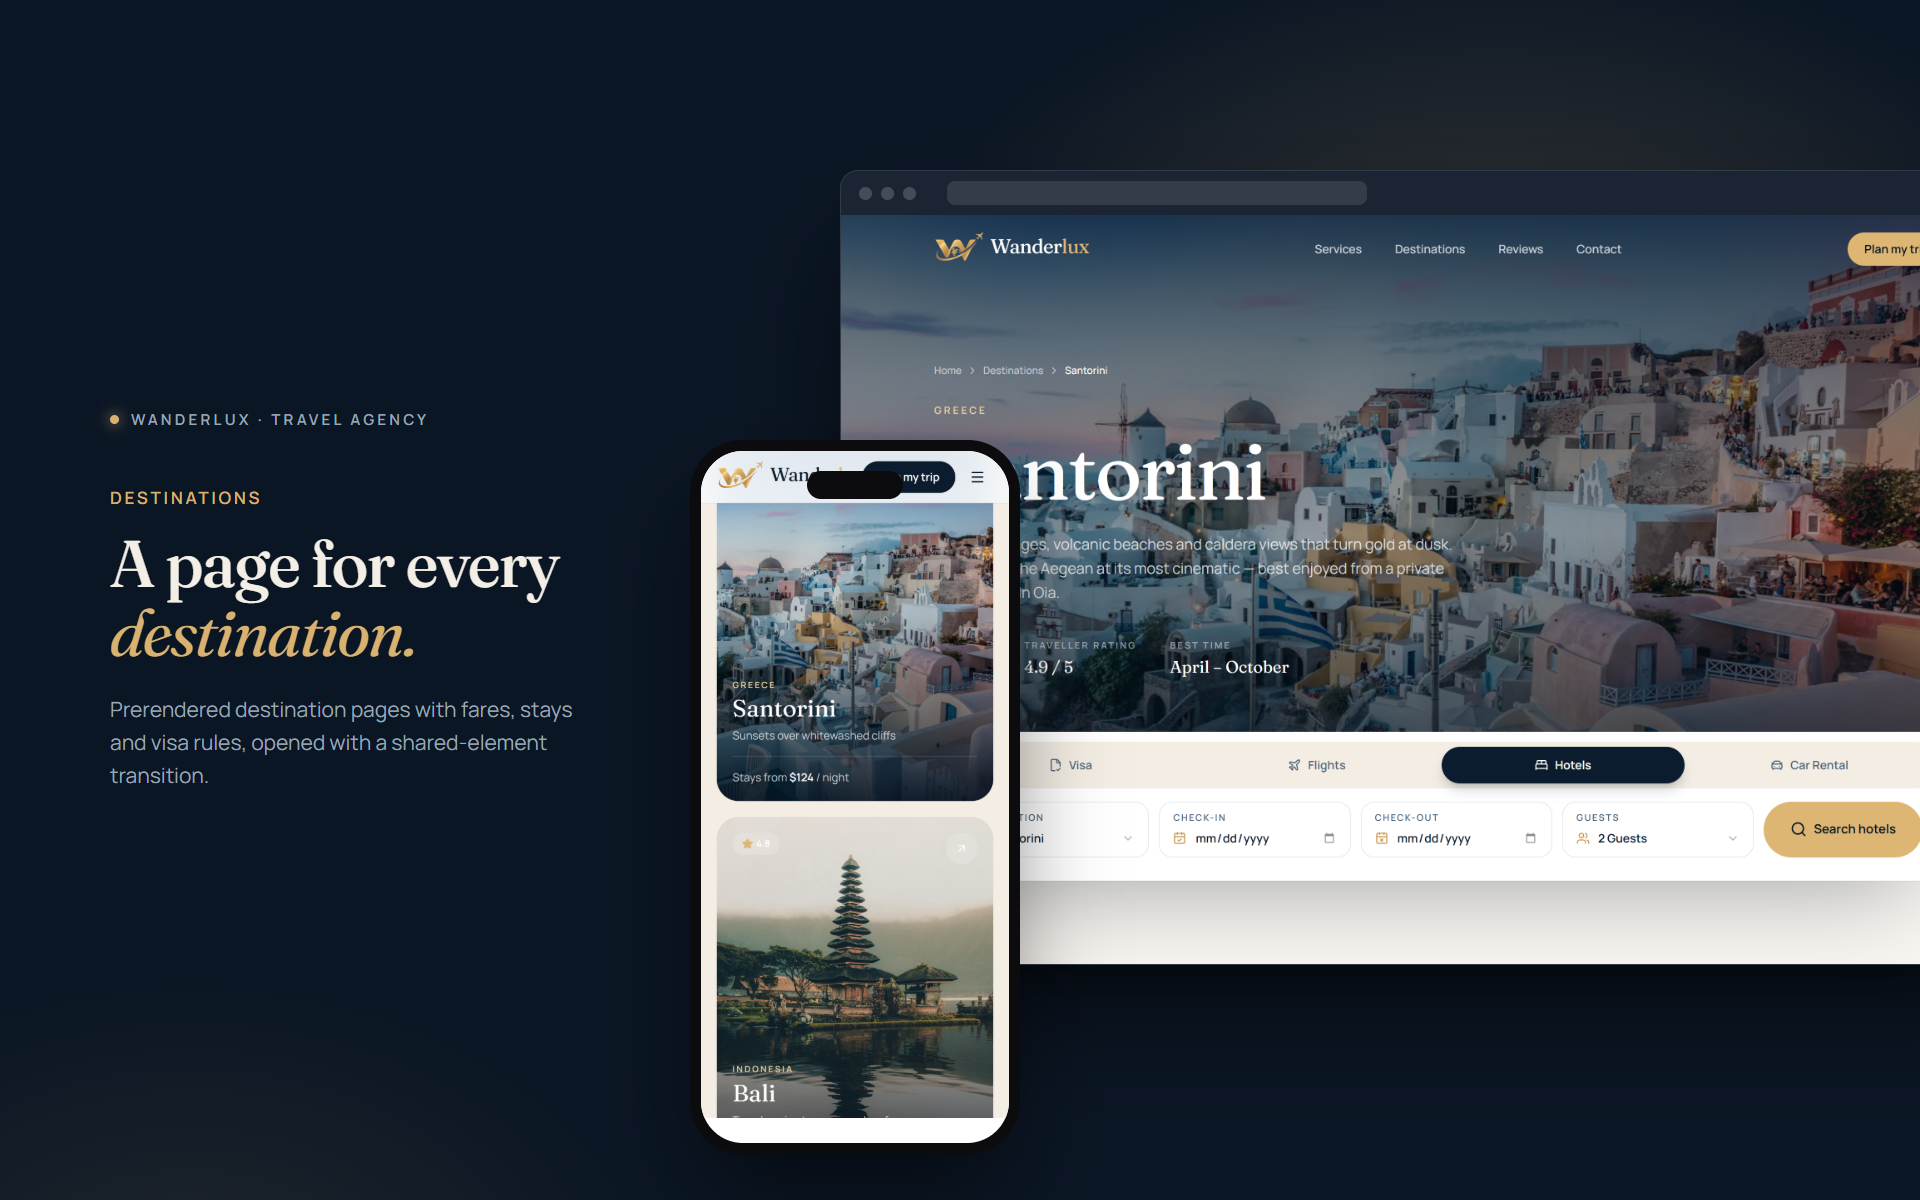 WANDERLUX · TRAVEL AGENCY
DESTINATIONS
A page for every
destination.
Prerendered destination pages with fares, stays
and visa rules, opened with a shared-element
transition.
Wanderlux
Services
Destinations
Reviews
Contact
Plan my
Home > Destinations > Santorini
GREECE
ntorini
ges, volcanic beaches and caldera views that turn gold at dusk.
he Aegean at its most cinematic — best enjoyed from a private
in Oia.
TRAVELLER RATING
4.9 / 5
BEST TIME
April – October
Visa
Flights
Hotels
Car Rental
TION
orini
CHECK-IN
mm/dd/yyyy
CHECK-OUT
mm/dd/yyyy
GUESTS
2 Guests
Search hotels
Wand
my trip
GREECE
Santorini
Sunsets over whitewashed cliffs
Stays from $124 / night
4.8
INDONESIA
Bali